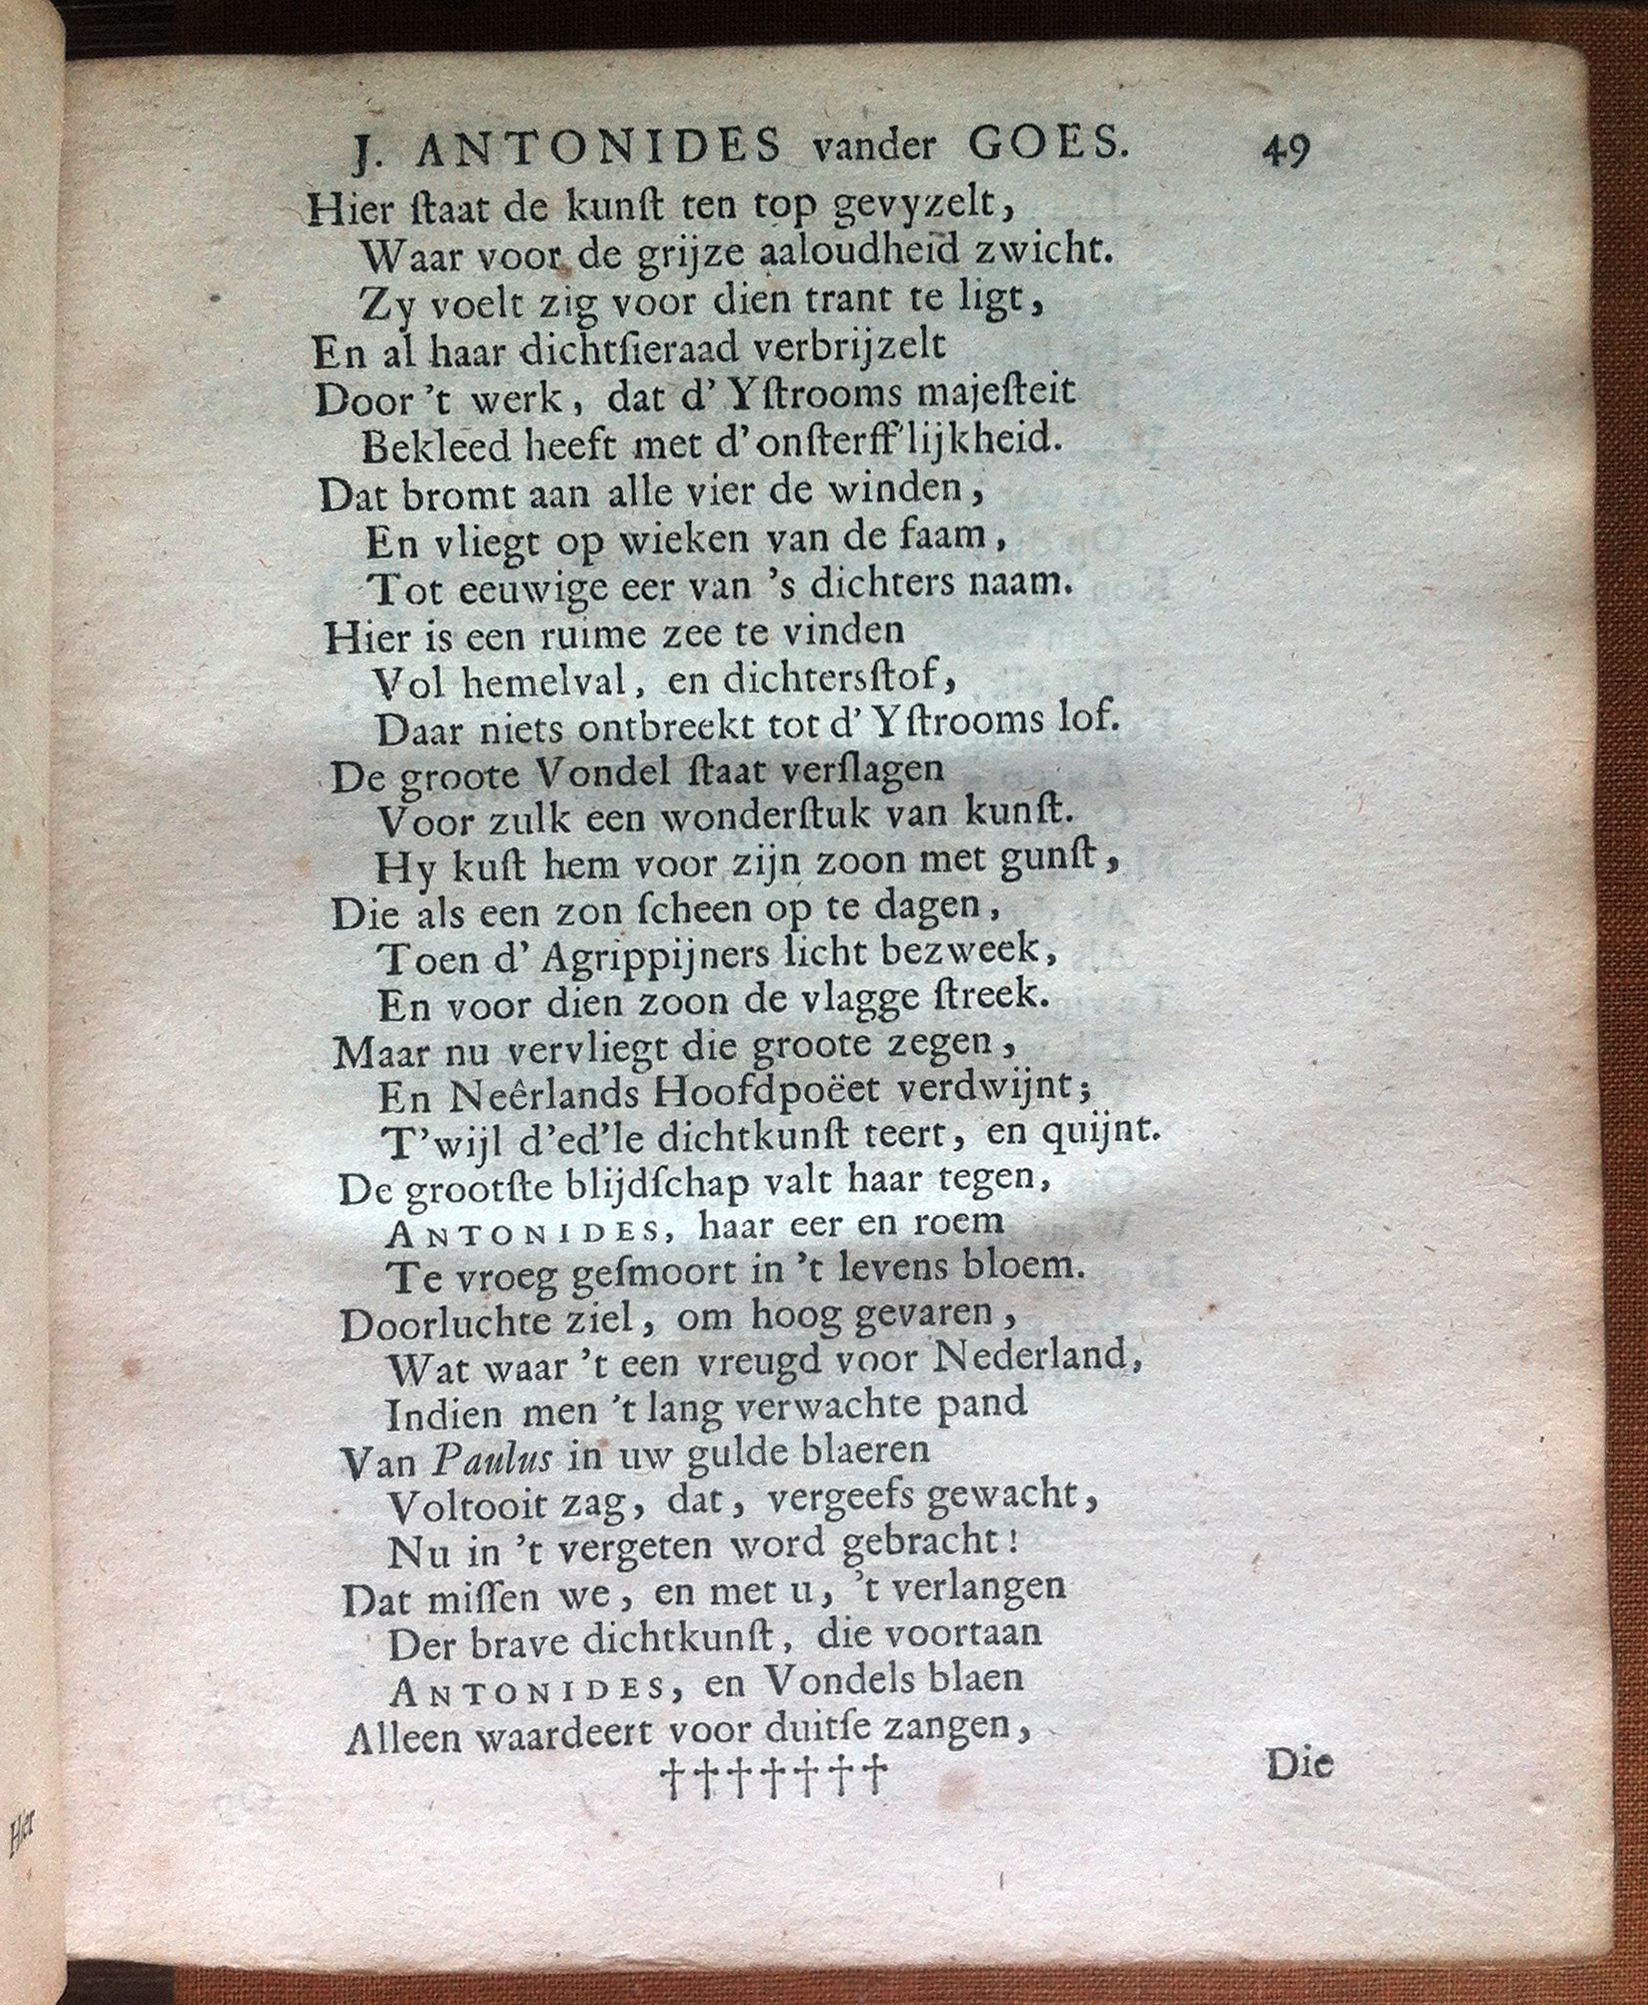 J. ANTONIDES vander GOES. 49
Hier ſtaat de kunſt ten top gevyzelt,
Waar voor de grijze aaloudheid zwicht.
Zy voelt zig voor dien trant te ligt,
En al haar dichtſieraad verbrijzelt
Door 't werk, dat d' Yſtrooms majeſteit
Bekleed heeft met d' onſterff'lijkheid.
Dat bromt aan alle vier de winden,
En vliegt op wieken van de faam,
Tot eeuwige eer van 's dichters naam.
Hier is een ruime zee te vinden
Vol hemelval, en dichtersſtof,
Daar niets ontbreekt tot d' Yſtrooms lof.
De groote Vondel ſtaat verſlagen
Voor zulk een wonderſtuk van kunſt.
Hy kuſt hem voor zijn zoon met gunſt,
Die als een zon ſcheen op te dagen,
Toen d' Agrippijners licht bezweek,
En voor dien zoon de vlagge ſtreek.
Maar nu vervliegt die groote zegen,
En Neêrlands Hoofdpoëet verdwijnt;
T'wijl d'ed'le dichtkunſt teert, en quijnt.
De grootſte blijdſchap valt haar tegen,
ANTONIDES, haar eer en roem
Te vroeg geſmoort in 't levens bloem.
Doorluchte ziel, om hoog gevaren,
Wat waar 't een vreugd voor Nederland,
Indien men 't lang verwachte pand
Van Paulus in uw gulde blaeren
Voltooit zag, dat, vergeefs gewacht,
Nu in 't vergeten word gebracht!
Dat miſſen we, en met u, 't verlangen
Der brave dichtkunſt, die voortaan
ANTONIDES, en Vondels blaen
Alleen waardeert voor duitſe zangen,
††††††† Die
Hier